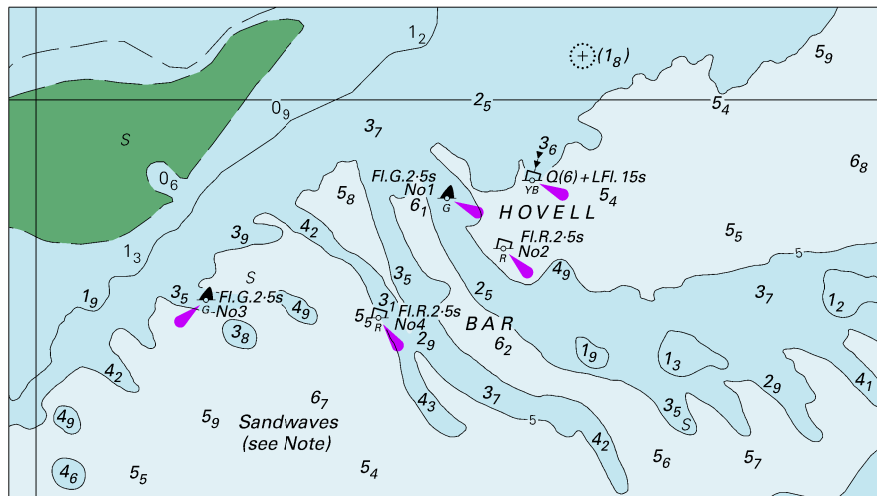 1₂
(1₈)
5₉
0₉
2₅
5₄
3₇
S
3₆
6₈
0₆
Fl.G.2·5s
No1
G
Q(6)+LFl. 15s
YB
5₈
6₁
5₄
HOVELL
4₂
3₉
1₃
Fl.R.2·5s
No2
R
5₅
5
S
3₅
4₉
1₉
3₅
Fl.G.2·5s
No3
G
4₉
3₁
Fl.R.2·5s
No4
R
5₅
2₅
3₇
1₂
3₈
2₉
BAR
6₂
1₉
1₃
4₂
6₇
4₃
3₇
2₉
4₁
4₉
5₉
Sandwaves
(see Note)
5
4₂
3₅
S
4₆
5₅
5₄
5₆
5₇